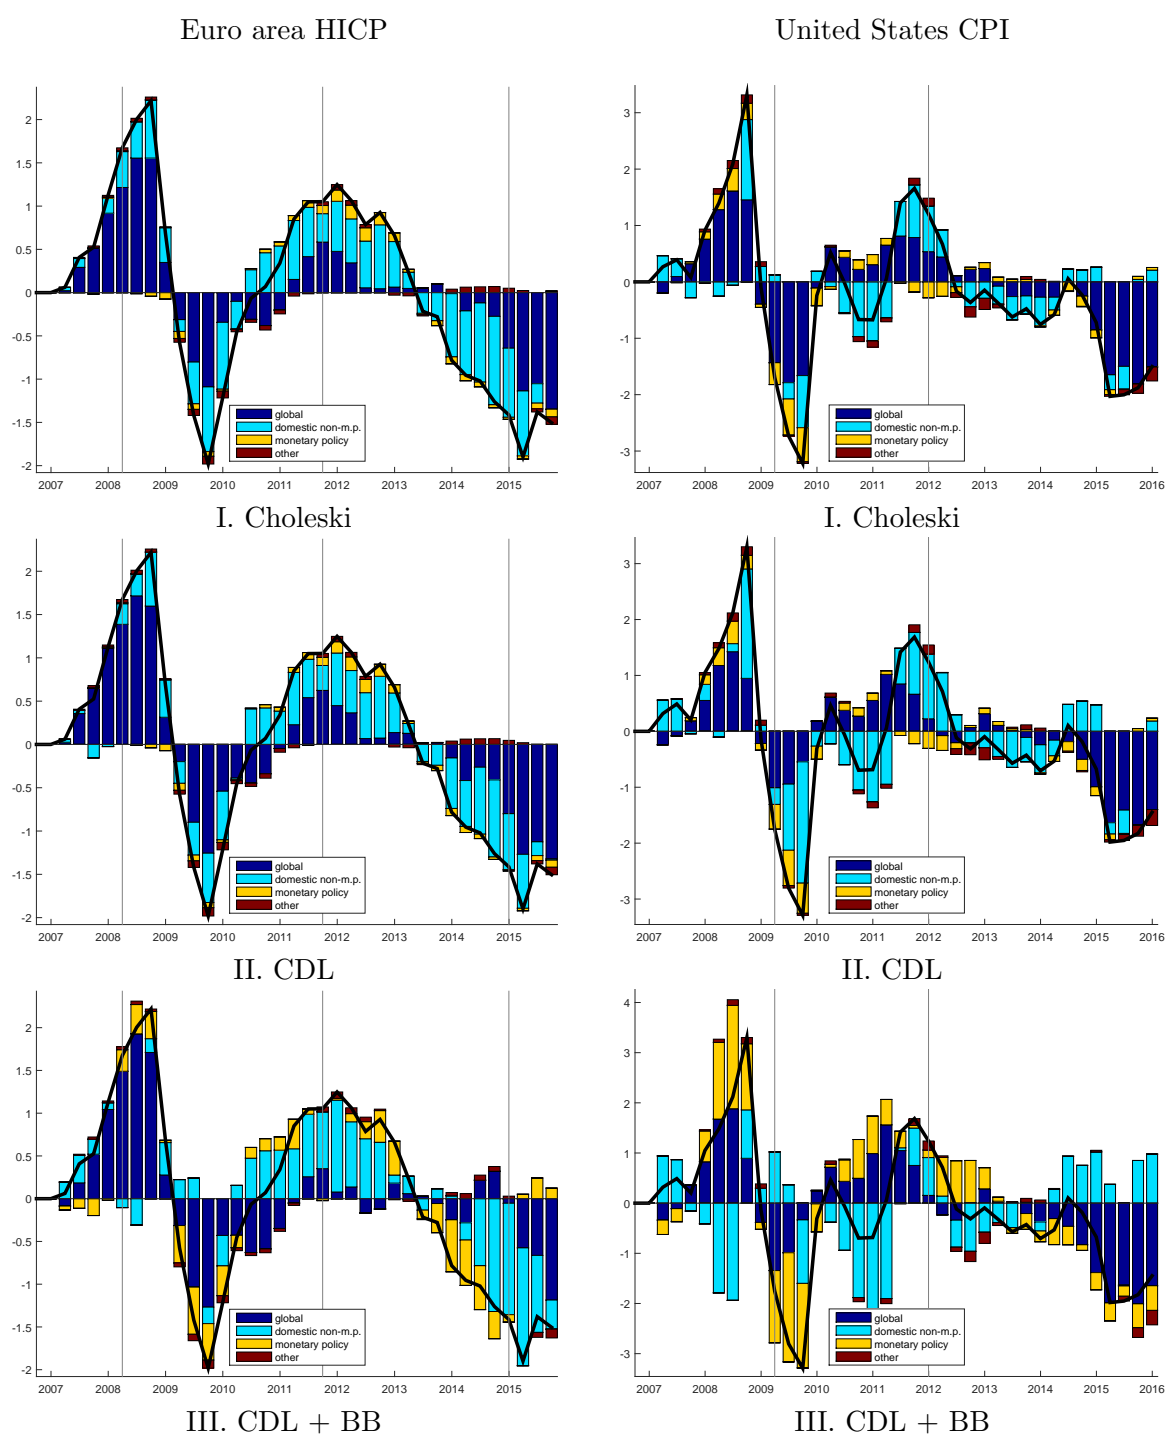 Euro area HICP
United States CPI
2
1.5
1
0.5
0
-0.5
-1
-1.5
-2
global
domestic non-m.p.
monetary policy
other
2007 2008 2009 2010 2011 2012 2013 2014 2015
I. Choleski
3
2
1
0
-1
-2
-3
global
domestic non-m.p.
monetary policy
other
2007 2008 2009 2010 2011 2012 2013 2014 2015 2016
I. Choleski
2
1.5
1
0.5
0
-0.5
-1
-1.5
-2
global
domestic non-m.p.
monetary policy
other
2007 2008 2009 2010 2011 2012 2013 2014 2015
II. CDL
3
2
1
0
-1
-2
-3
global
domestic non-m.p.
monetary policy
other
2007 2008 2009 2010 2011 2012 2013 2014 2015 2016
II. CDL
2
1.5
1
0.5
0
-0.5
-1
-1.5
-2
global
domestic non-m.p.
monetary policy
other
2007 2008 2009 2010 2011 2012 2013 2014 2015
III. CDL + BB
4
3
2
1
0
-1
-2
-3
global
domestic non-m.p.
monetary policy
other
2007 2008 2009 2010 2011 2012 2013 2014 2015 2016
III. CDL + BB